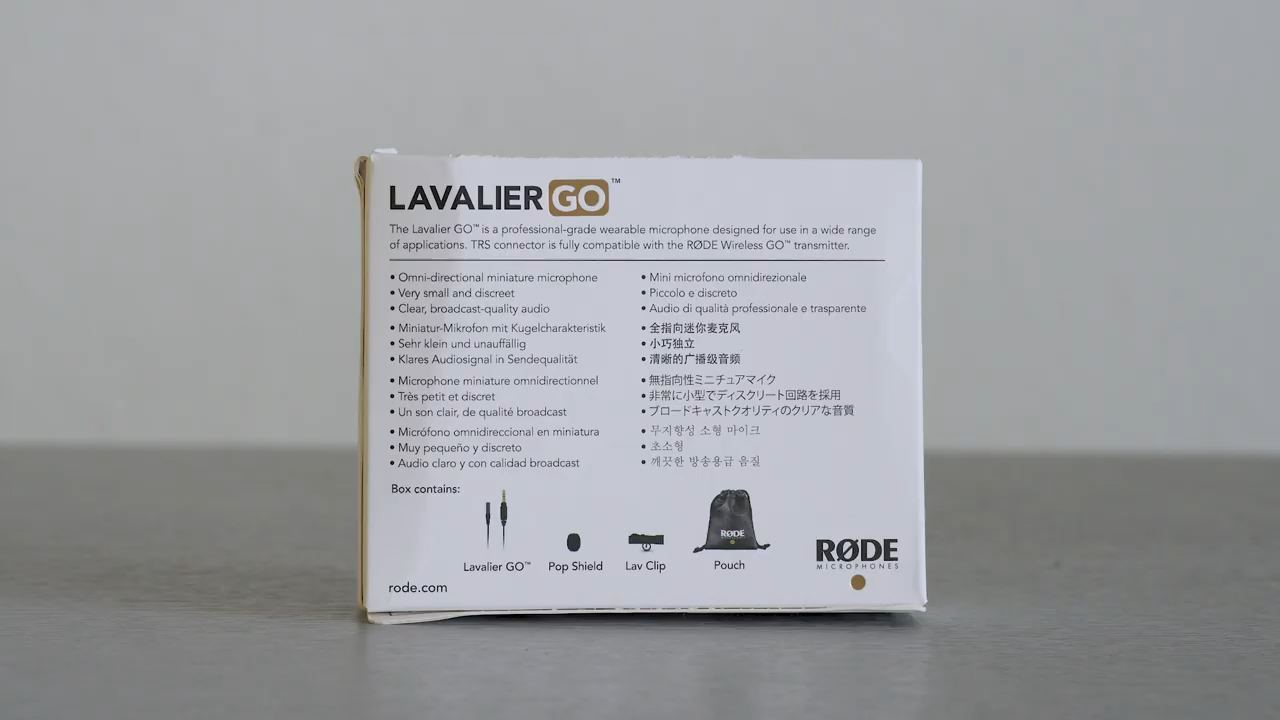 LAVALIER GO™
The Lavalier GO™ is a professional-grade wearable microphone designed for use in a wide range
of applications. TRS connector is fully compatible with the RØDE Wireless GO™ transmitter.
• Omni-directional miniature microphone
• Very small and discreet
• Clear, broadcast-quality audio
• Miniatur-Mikrofon mit Kugelcharakteristik
• Sehr klein und unauffällig
• Klares Audiosignal in Sendequalität
• Microphone miniature omnidirectionnel
• Très petit et discret
• Un son clair, de qualité broadcast
• Micrófono omnidireccional en miniatura
• Muy pequeño y discreto
• Audio claro y con calidad broadcast
• Mini microfono omnidirezionale
• Piccolo e discreto
• Audio di qualità professionale e trasparente
• 全指向迷你麦克风
• 小巧独立
• 清晰的广播级音频
• 無指向性ミニチュアマイク
• 非常に小型でディスクリート回路を採用
• ブロードキャストクオリティのクリアな音質
• 무지향성 소형 마이크
• 초소형
• 깨끗한 방송용급 음질
Box contains:
RØDE
Lavalier GO™
Pop Shield
Lav Clip
Pouch
RØDE
MICROPHONES
rode.com